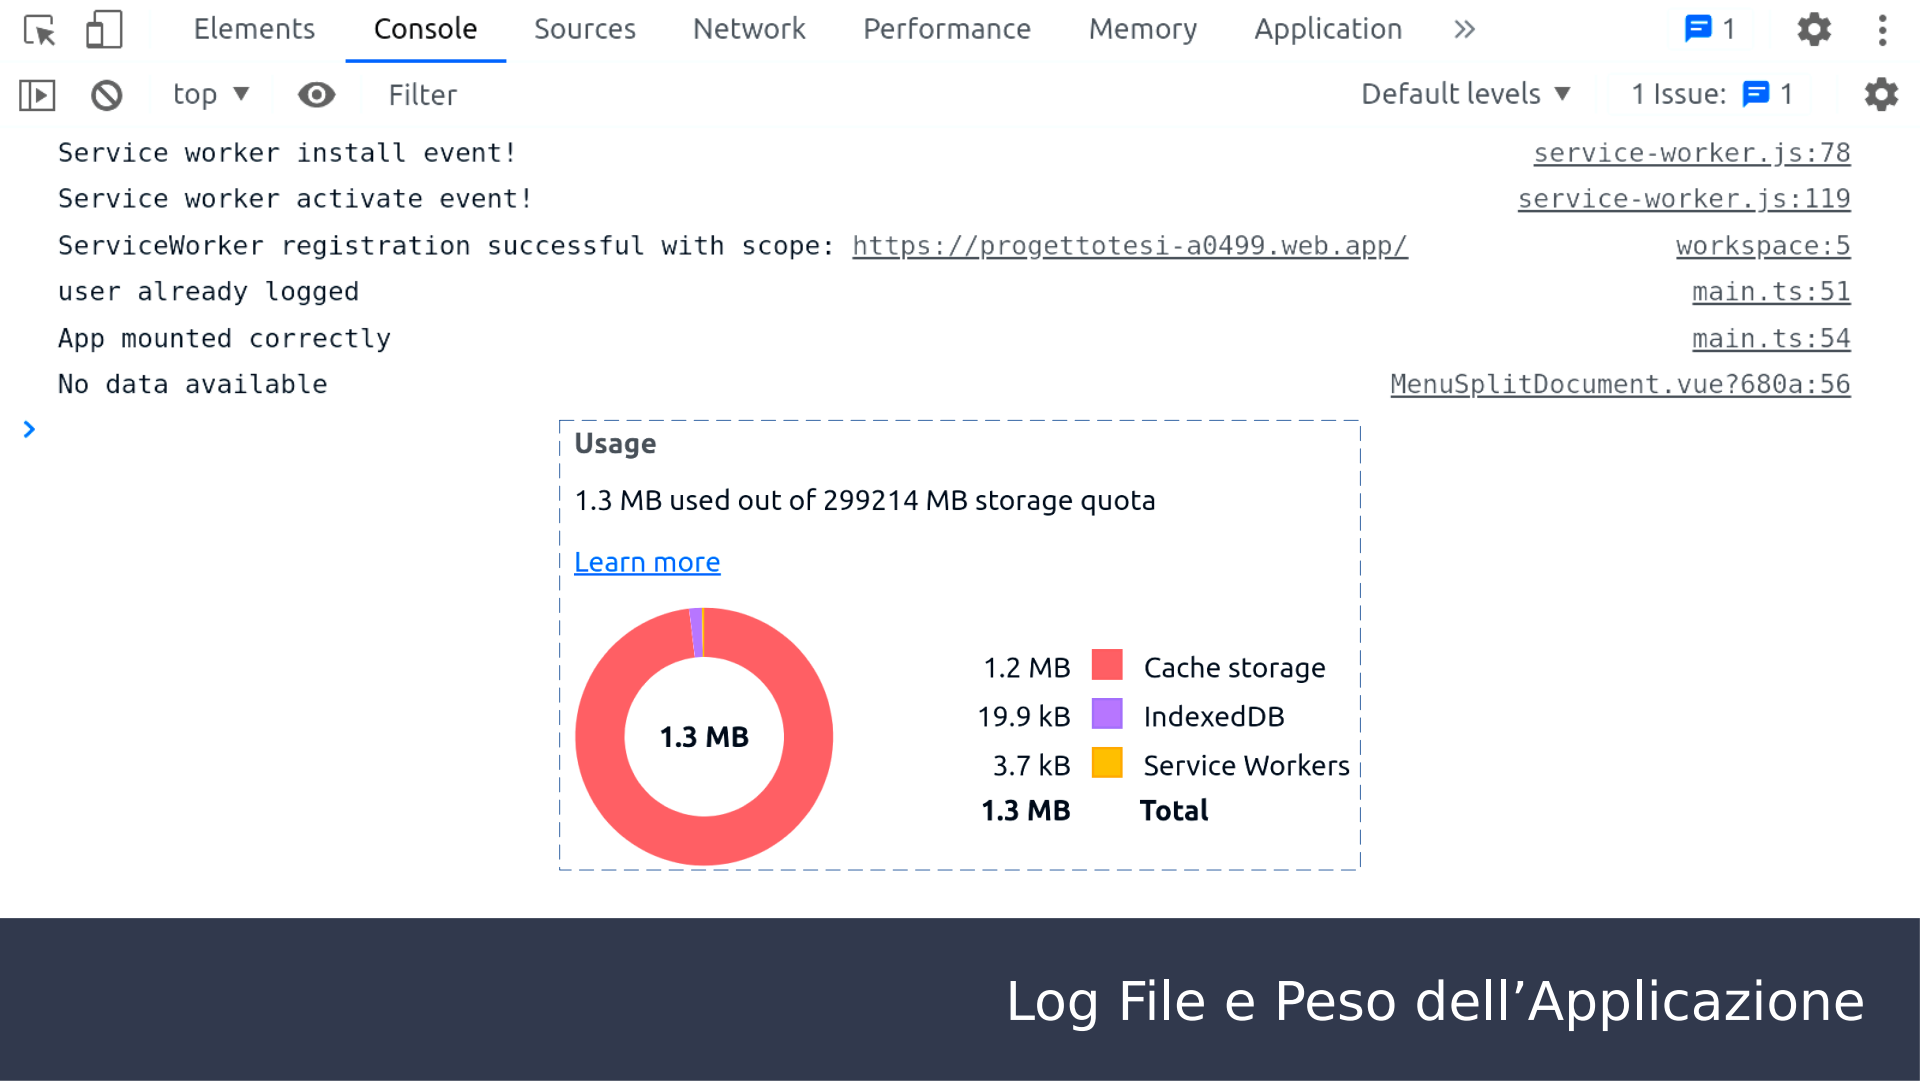 Elements Console Sources Network Performance Memory Application 1
top Filter Default levels 1 Issue: 1
Service worker install event! service-worker.js:78
Service worker activate event! service-worker.js:119
ServiceWorker registration successful with scope: https://progettotesi-a0499.web.app/ workspace:5
user already logged main.ts:51
App mounted correctly main.ts:54
No data available MenuSplitDocument.vue?680a:56
Usage
1.3 MB used out of 299214 MB storage quota
Learn more
1.3 MB
1.2 MB Cache storage
19.9 kB IndexedDB
3.7 kB Service Workers
1.3 MB Total
Log File e Peso dell’Applicazione